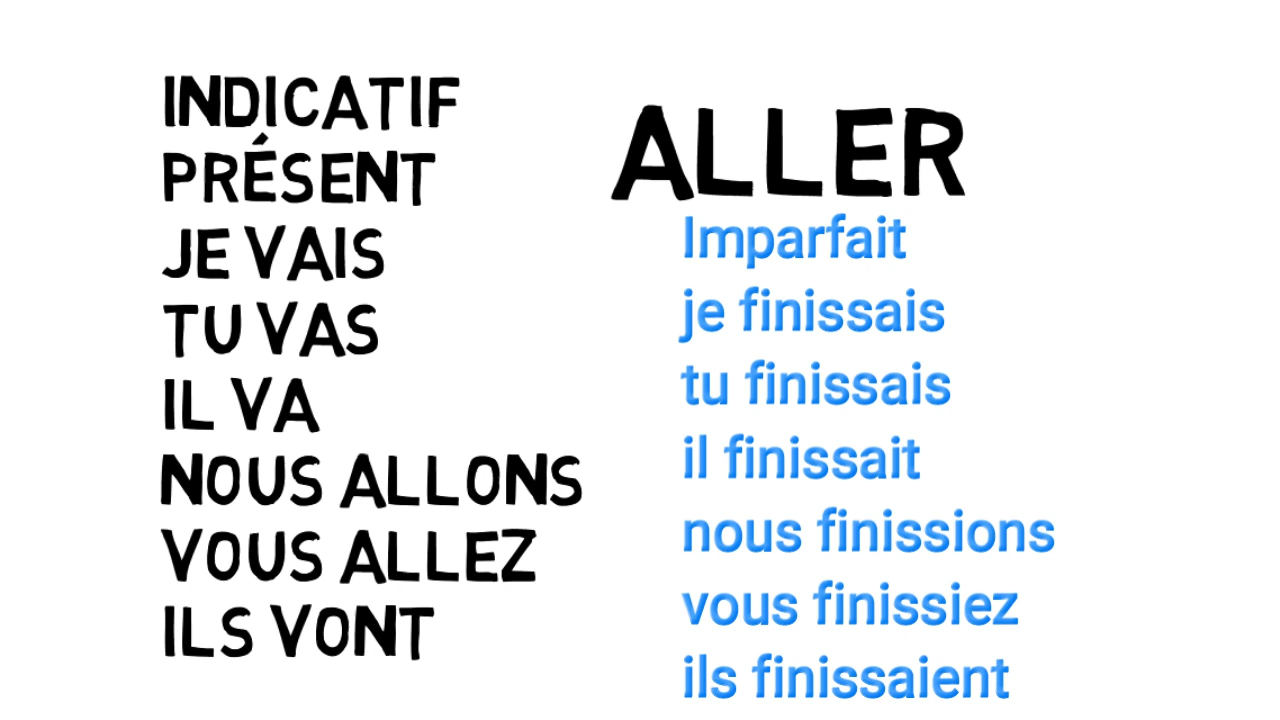 INDICATIF
PRÉSENT
JE VAIS
TU VAS
IL VA
NOUS ALLONS
VOUS ALLEZ
ILS VONT
ALLER
Imparfait
je finissais
tu finissais
il finissait
nous finissions
vous finissiez
ils finissaient